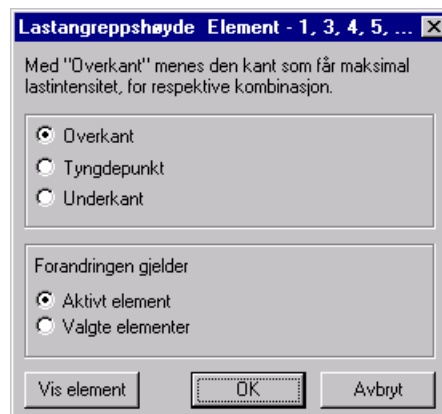 Lastangreppshøyde Element - 1, 3, 4, 5, ...
Med "Overkant" menes den kant som får maksimal
lastintensitet, for respektive kombinasjon.
Overkant
Tyngdepunkt
Underkant
Forandringen gjelder
Aktivt element
Valgte elementer
Vis element OK Avbryt